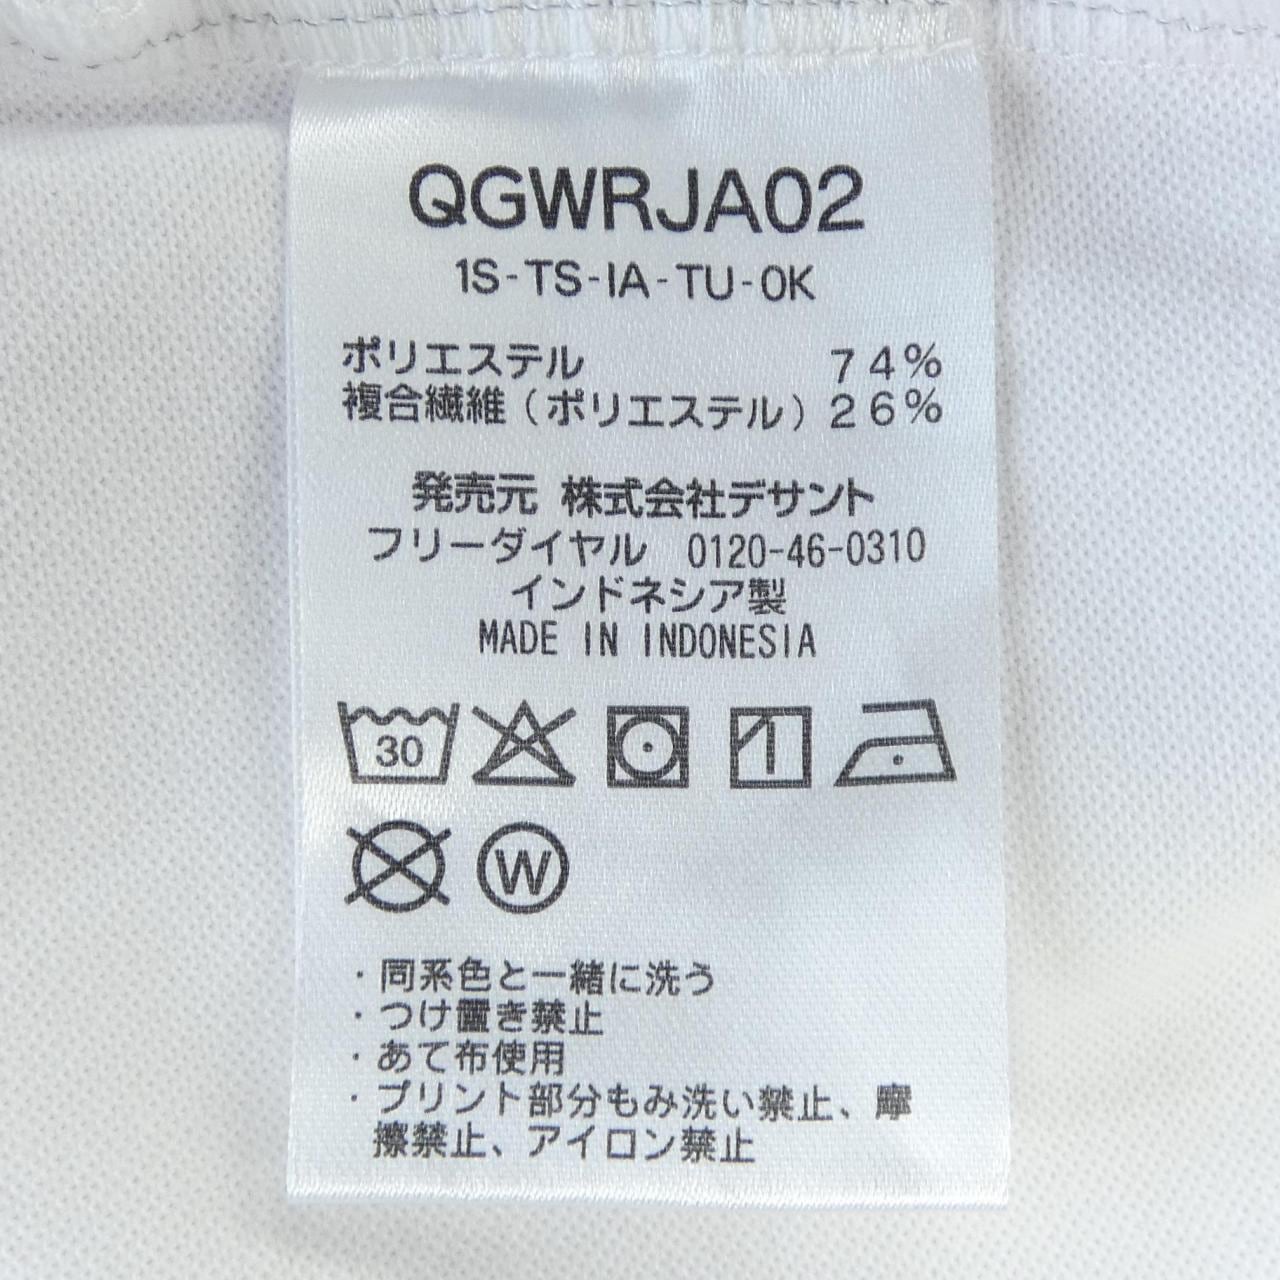 QGWRJA02
1S-TS-IA-TU-OK
ポリエステル 74%
複合繊維(ポリエステル)26%
発売元 株式会社デサント
フリーダイヤル 0120-46-0310
インドネシア製
MADE IN INDONESIA
30
W
・同系色と一緒に洗う
・つけ置き禁止
・あて布使用
・プリント部分もみ洗い禁止、摩
擦禁止、アイロン禁止